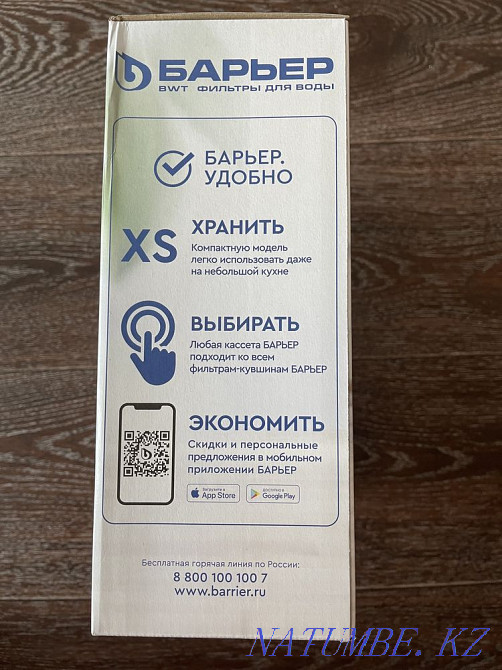 БАРЬЕР
BWT ФИЛЬТРЫ ДЛЯ ВОДЫ
БАРЬЕР.
УДОБНО
XS
ХРАНИТЬ
Компактную модель
легко использовать даже
на небольшой кухне
ВЫБИРАТЬ
Любая кассета БАРЬЕР
подходит ко всем
фильтрам-кувшинам БАРЬЕР
ЭКОНОМИТЬ
Скидки и персональные
предложения в мобильном
приложении БАРЬЕР
Загрузите в
App Store
ДОСТУПНО В
Google Play
Бесплатная горячая линия по России:
8 800 100 100 7
www.barrier.ru
NATUMBE.KZ